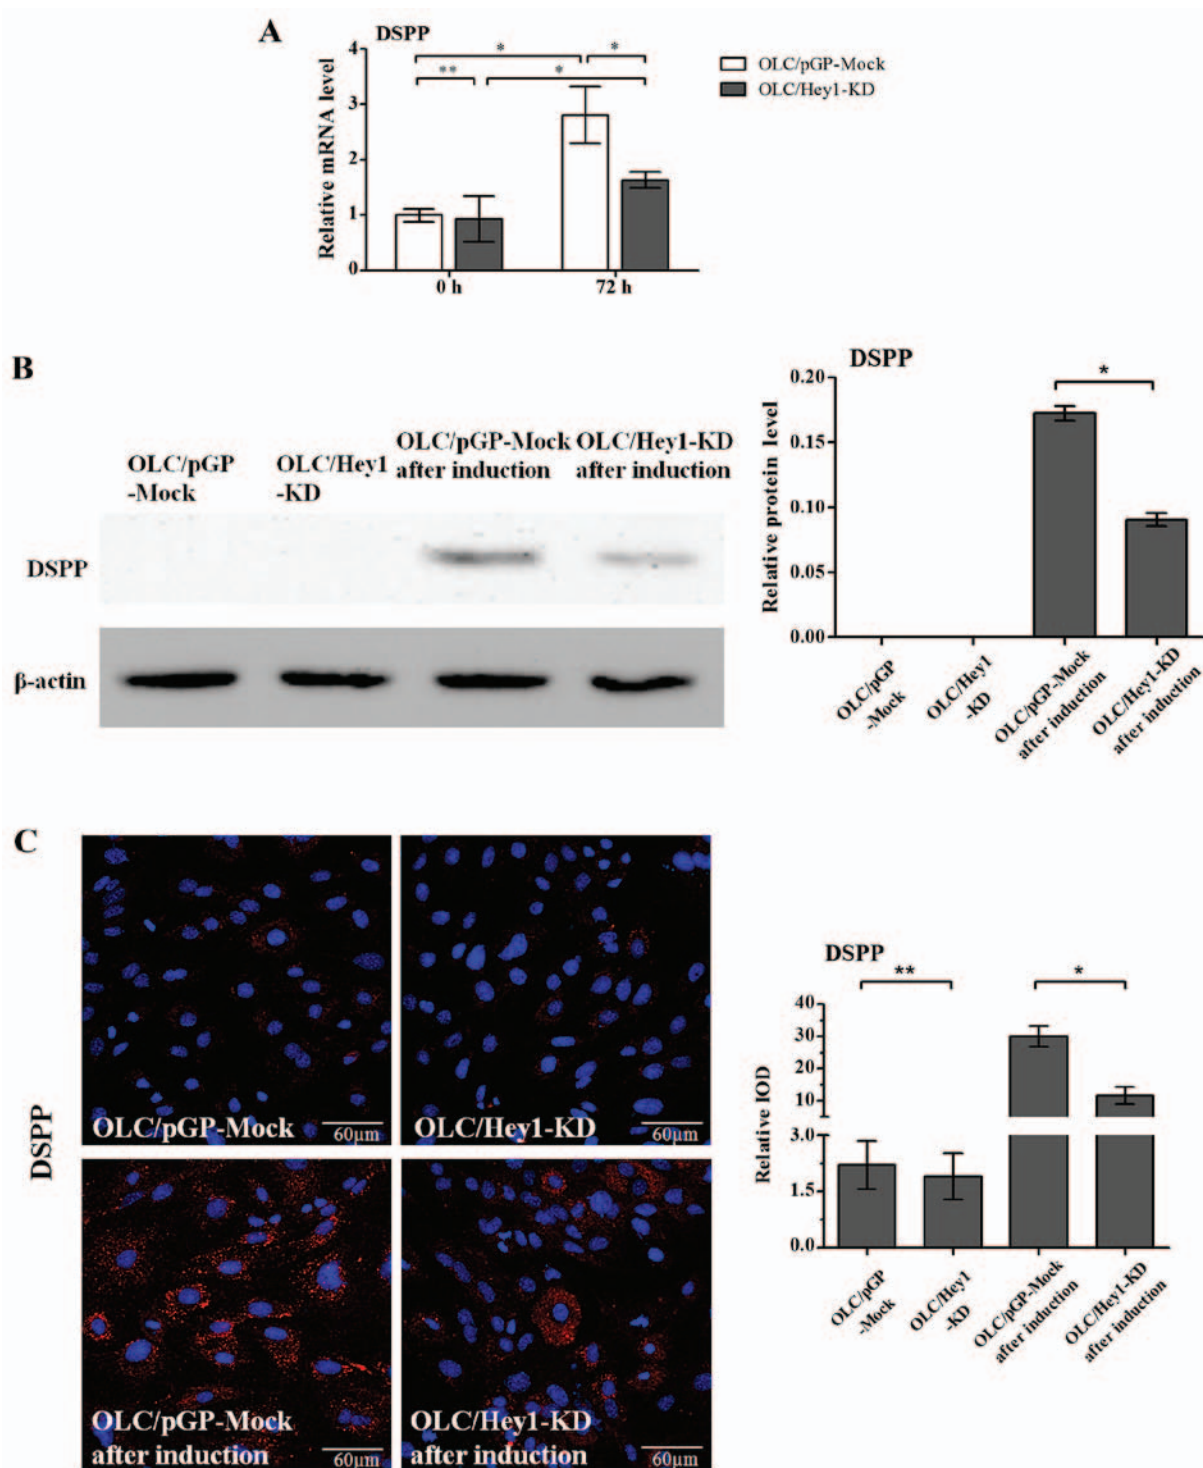 A
DSPP
Relative mRNA level
4
3
2
1
0
*
*
**
*
0 h
72 h
OLC/pGP-Mock
OLC/Hey1-KD
B
OLC/pGP
-Mock
OLC/Hey1
-KD
OLC/pGP-Mock
after induction
OLC/Hey1-KD
after induction
DSPP
β-actin
DSPP
*
Relative protein level
0.20
0.15
0.10
0.05
0.00
OLC/pGP
-Mock
OLC/Hey1
-KD
OLC/pGP-Mock
after induction
OLC/Hey1-KD
after induction
C
DSPP
OLC/pGP-Mock
60μm
OLC/Hey1-KD
60μm
OLC/pGP-Mock
after induction
60μm
OLC/Hey1-KD
after induction
60μm
DSPP
**
*
Relative IOD
40
30
20
10
3.0
1.5
0.0
OLC/pGP
-Mock
OLC/Hey1
-KD
OLC/pGP-Mock
after induction
OLC/Hey1-KD
after induction